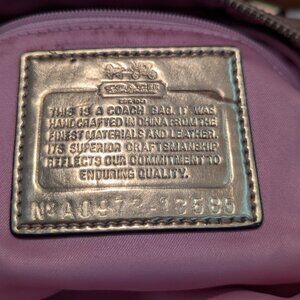 THIS IS A COACH BAG. IT WAS
HANDCRAFTED IN CHINA FROM THE
FINEST MATERIALS AND LEATHER.
ITS SUPERIOR CRAFTSMANSHIP
REFLECTS OUR COMMITMENT TO
ENDURING QUALITY.